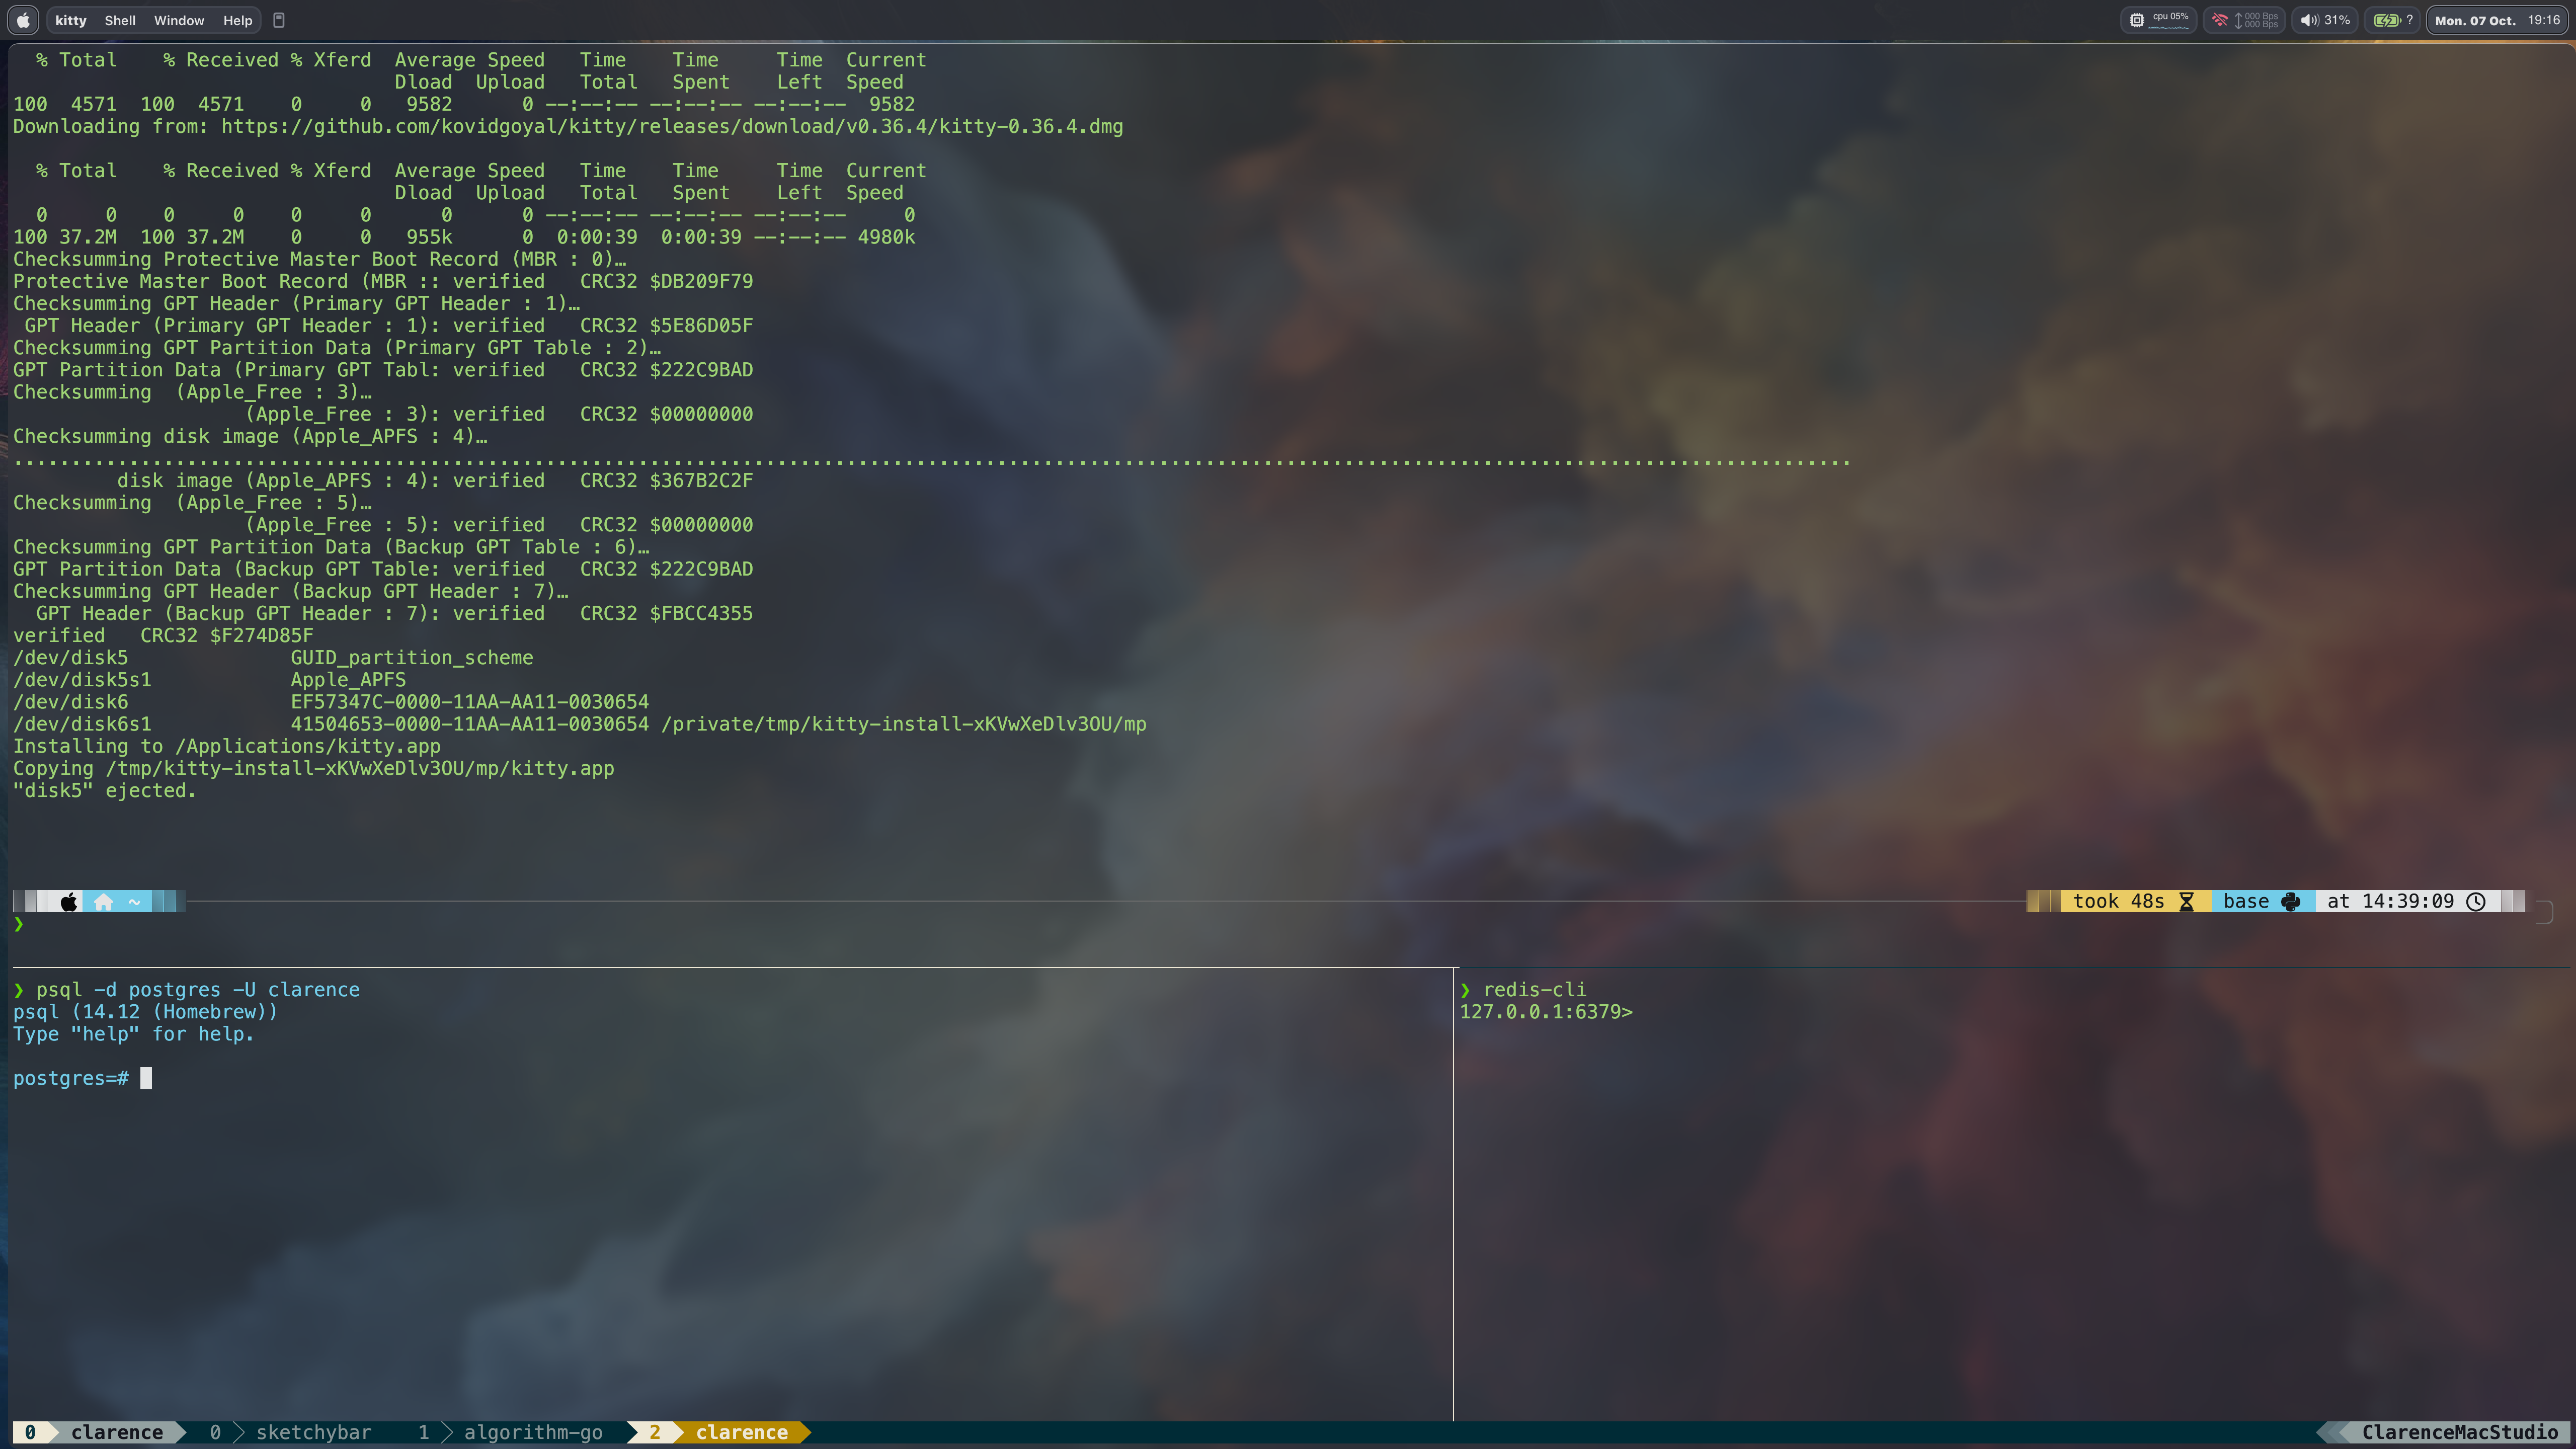 kitty Shell Window Help
cpu 05% 000 Bps 000 Bps 31% ? Mon. 07 Oct. 19:16
% Total % Received % Xferd Average Speed Time Time Time Current
Dload Upload Total Spent Left Speed
100 4571 100 4571 0 0 9582 0 --:--:-- --:--:-- --:--:-- 9582
Downloading from: https://github.com/kovidgoyal/kitty/releases/download/v0.36.4/kitty-0.36.4.dmg
% Total % Received % Xferd Average Speed Time Time Time Current
Dload Upload Total Spent Left Speed
0 0 0 0 0 0 0 0 --:--:-- --:--:-- --:--:-- 0
100 37.2M 100 37.2M 0 0 955k 0 0:00:39 0:00:39 --:--:-- 4980k
Checksumming Protective Master Boot Record (MBR : 0)…
Protective Master Boot Record (MBR :: verified CRC32 $DB209F79
Checksumming GPT Header (Primary GPT Header : 1)…
GPT Header (Primary GPT Header : 1): verified CRC32 $5E86D05F
Checksumming GPT Partition Data (Primary GPT Table : 2)…
GPT Partition Data (Primary GPT Tabl: verified CRC32 $222C9BAD
Checksumming (Apple_Free : 3)…
(Apple_Free : 3): verified CRC32 $00000000
Checksumming disk image (Apple_APFS : 4)…
...............................................................................................................................................................
disk image (Apple_APFS : 4): verified CRC32 $367B2C2F
Checksumming (Apple_Free : 5)…
(Apple_Free : 5): verified CRC32 $00000000
Checksumming GPT Partition Data (Backup GPT Table : 6)…
GPT Partition Data (Backup GPT Table: verified CRC32 $222C9BAD
Checksumming GPT Header (Backup GPT Header : 7)…
GPT Header (Backup GPT Header : 7): verified CRC32 $FBCC4355
verified CRC32 $F274D85F
/dev/disk5 GUID_partition_scheme
/dev/disk5s1 Apple_APFS
/dev/disk6 EF57347C-0000-11AA-AA11-0030654
/dev/disk6s1 41504653-0000-11AA-AA11-0030654 /private/tmp/kitty-install-xKVwXeDlv3OU/mp
Installing to /Applications/kitty.app
Copying /tmp/kitty-install-xKVwXeDlv3OU/mp/kitty.app
"disk5" ejected.
~ took 48s base at 14:39:09
❯
❯ psql -d postgres -U clarence
psql (14.12 (Homebrew))
Type "help" for help.
postgres=#
❯ redis-cli
127.0.0.1:6379>
0 clarence 0 sketchybar 1 algorithm-go 2 clarence ClarenceMacStudio